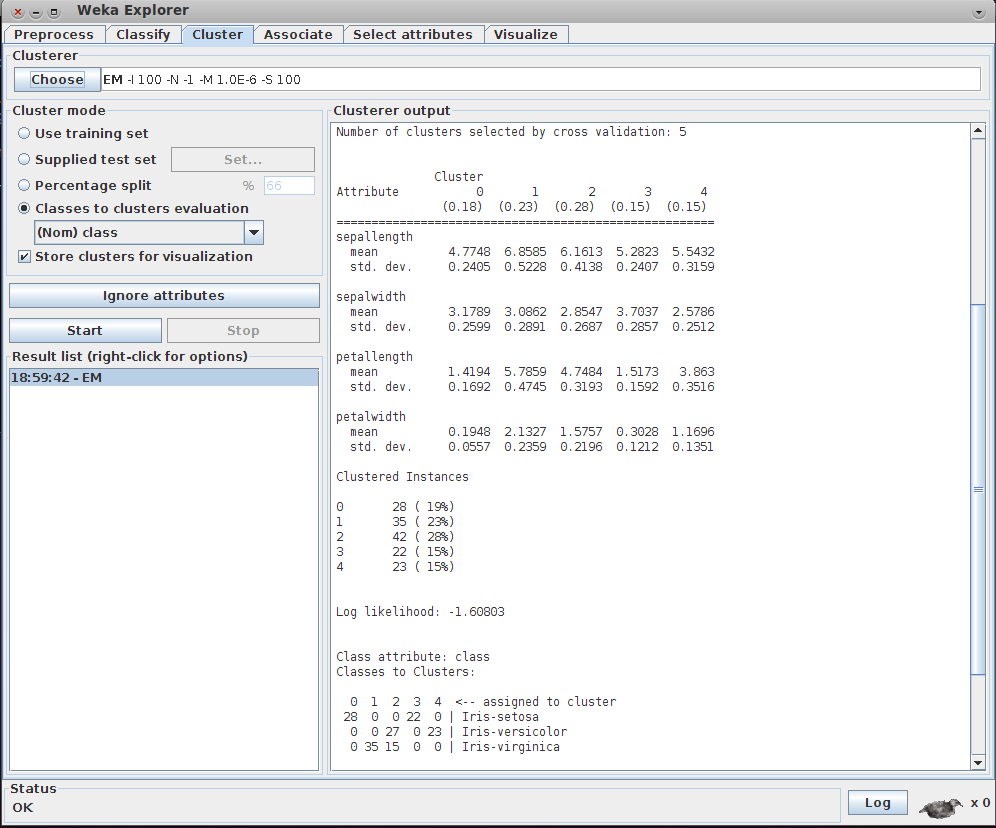 Weka Explorer
Preprocess Classify Cluster Associate Select attributes Visualize
Clusterer
Choose EM -I 100 -N -1 -M 1.0E-6 -S 100
Cluster mode
Use training set
Supplied test set Set...
Percentage split % 66
Classes to clusters evaluation
(Nom) class
Store clusters for visualization
Ignore attributes
Start Stop
Result list (right-click for options)
18:59:42 - EM
Clusterer output
Number of clusters selected by cross validation: 5
Cluster
Attribute 0 1 2 3 4
(0.18) (0.23) (0.28) (0.15) (0.15)
======================================================
sepallength
mean 4.7748 6.8585 6.1613 5.2823 5.5432
std. dev. 0.2405 0.5228 0.4138 0.2407 0.3159
sepalwidth
mean 3.1789 3.0862 2.8547 3.7037 2.5786
std. dev. 0.2599 0.2891 0.2687 0.2857 0.2512
petallength
mean 1.4194 5.7859 4.7484 1.5173 3.863
std. dev. 0.1692 0.4745 0.3193 0.1592 0.3516
petalwidth
mean 0.1948 2.1327 1.5757 0.3028 1.1696
std. dev. 0.0557 0.2359 0.2196 0.1212 0.1351
Clustered Instances
0 28 ( 19%)
1 35 ( 23%)
2 42 ( 28%)
3 22 ( 15%)
4 23 ( 15%)
Log likelihood: -1.60803
Class attribute: class
Classes to Clusters:
0 1 2 3 4 <-- assigned to cluster
28 0 0 22 0 | Iris-setosa
0 0 27 0 23 | Iris-versicolor
0 35 15 0 0 | Iris-virginica
Status
OK
Log x 0